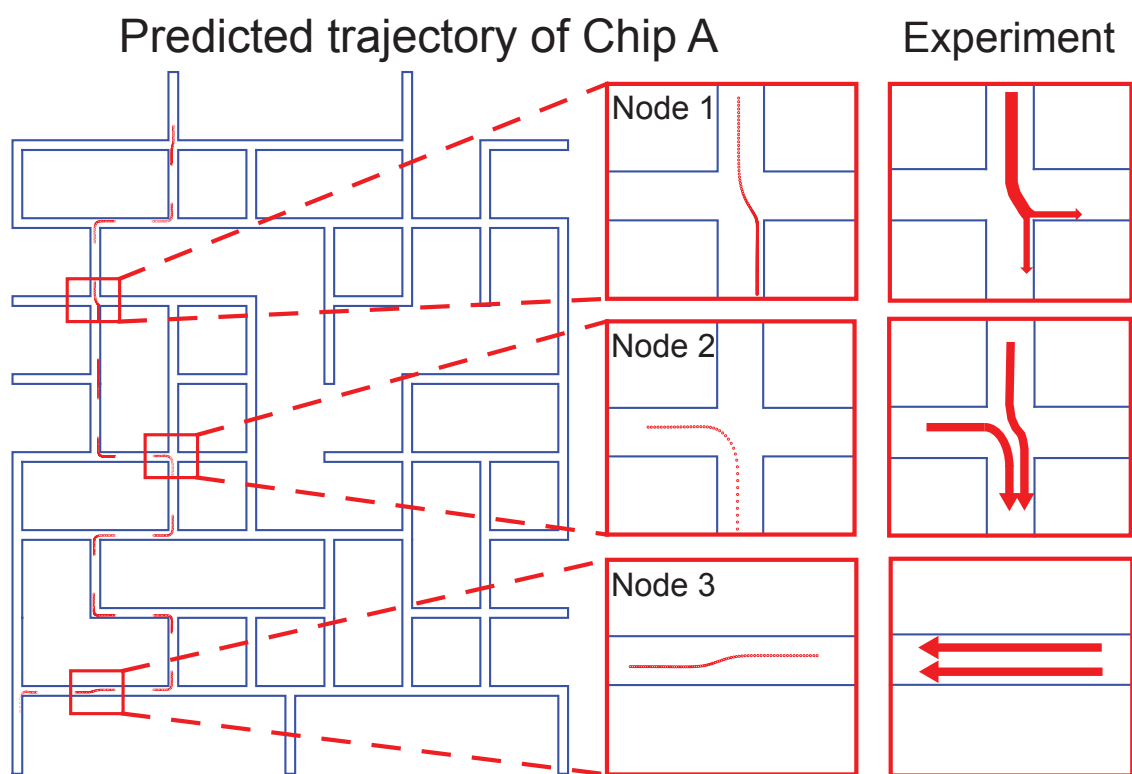 Predicted trajectory of Chip A
Experiment
Node 1
Node 2
Node 3